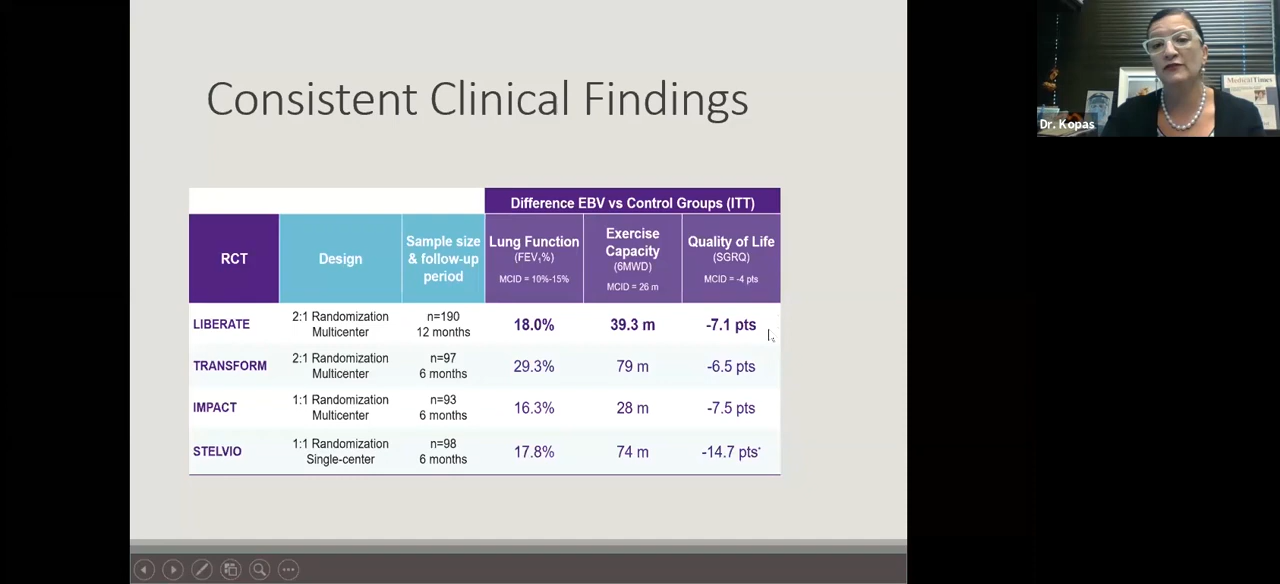 Consistent Clinical Findings
Difference EBV vs Control Groups (ITT)
RCT
Design
Sample size
& follow-up
period
Lung Function
(FEV₁%)
MCID = 10%-15%
Exercise
Capacity
(6MWD)
MCID = 26 m
Quality of Life
(SGRQ)
MCID = -4 pts
LIBERATE
2:1 Randomization
Multicenter
n=190
12 months
18.0%
39.3 m
-7.1 pts
TRANSFORM
2:1 Randomization
Multicenter
n=97
6 months
29.3%
79 m
-6.5 pts
IMPACT
1:1 Randomization
Multicenter
n=93
6 months
16.3%
28 m
-7.5 pts
STELVIO
1:1 Randomization
Single-center
n=98
6 months
17.8%
74 m
-14.7 pts*
MedicalTimes
Dr. Kopas